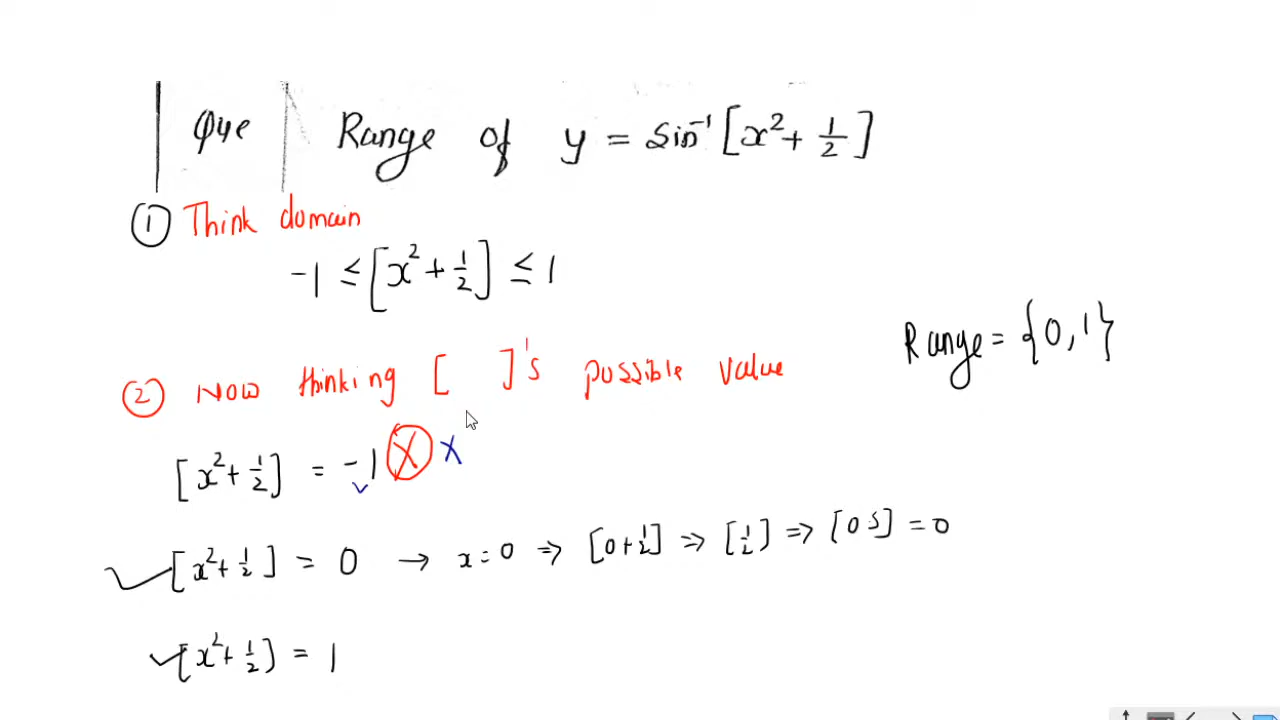 Que Range of y = sin⁻¹ [x² + 1/2]
① Think domain
-1 ≤ [x² + 1/2] ≤ 1
Range = {0, 1}
② Now thinking [ ]'s possible value
[x² + 1/2] = -1 ⓧ x
[x² + 1/2] = 0 → x = 0 ⇒ [0 + 1/2] ⇒ [1/2] ⇒ [0 5] = 0
[x² + 1/2] = 1